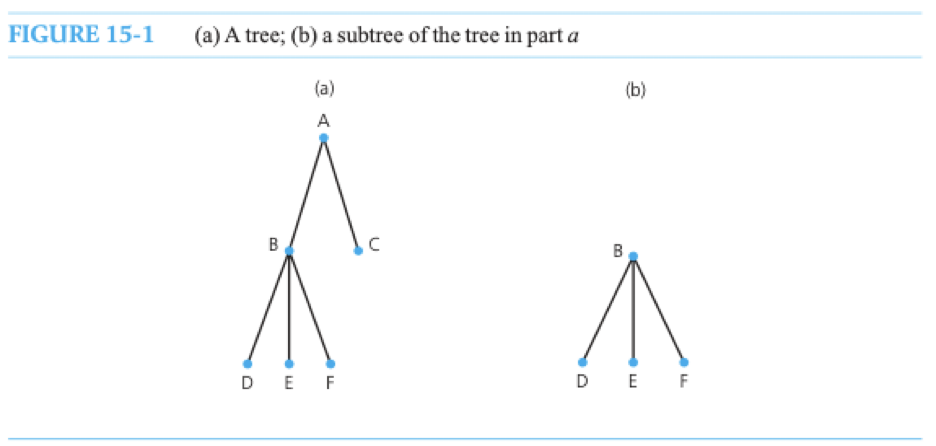 FIGURE 15-1 (a) A tree; (b) a subtree of the tree in part a
(a) (b)
A
B C B
D E F D E F